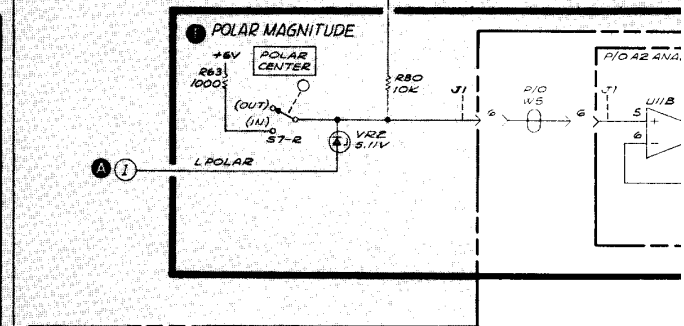 POLAR MAGNITUDE
+6V
POLAR
CENTER
R63
1000
R80
10K
J1
P/O
W5
P/O A2 ANA
J1
U11B
(OUT)
(IN)
S7-R
VR2
5.11V
6
6
5
6
+
-
A
I
L POLAR